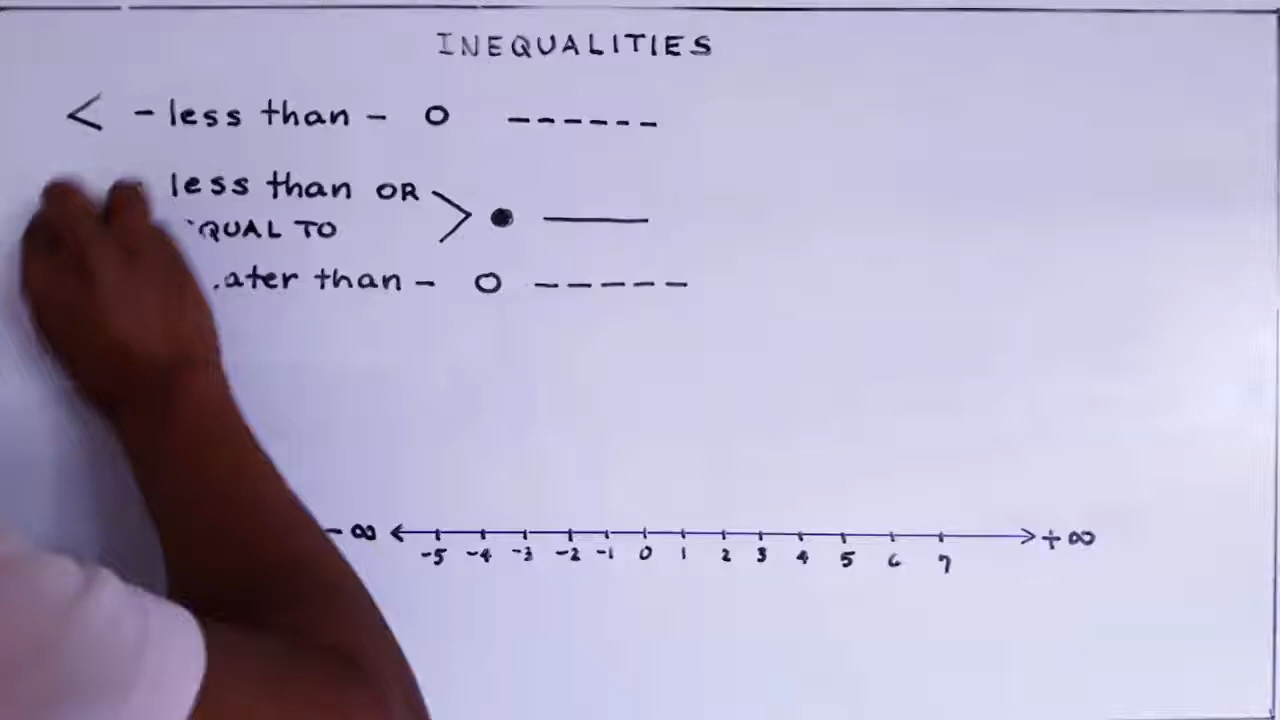 INEQUALITIES
< - less than - o ------
less than OR
QUAL TO
ater than - o -----
- ∞ -5 -4 -3 -2 -1 0 1 2 3 4 5 6 7 + ∞